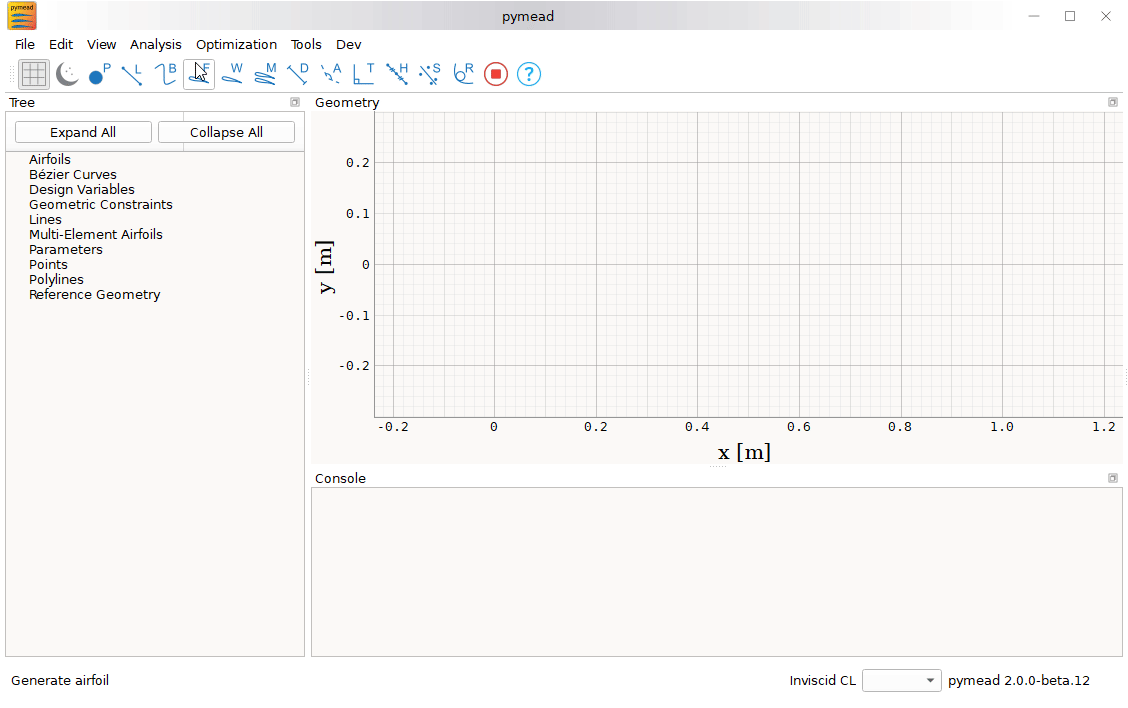 pymead
pymead
File Edit View Analysis Optimization Tools Dev
P L B F W M D A T H S R ?
Tree
Geometry
Expand All Collapse All
Airfoils
Bézier Curves
Design Variables
Geometric Constraints
Lines
Multi-Element Airfoils
Parameters
Points
Polylines
Reference Geometry
y [m]
0.2
0.1
0
-0.1
-0.2
-0.2 0 0.2 0.4 0.6 0.8 1.0 1.2
x [m]
Console
Generate airfoil
Inviscid CL
pymead 2.0.0-beta.12